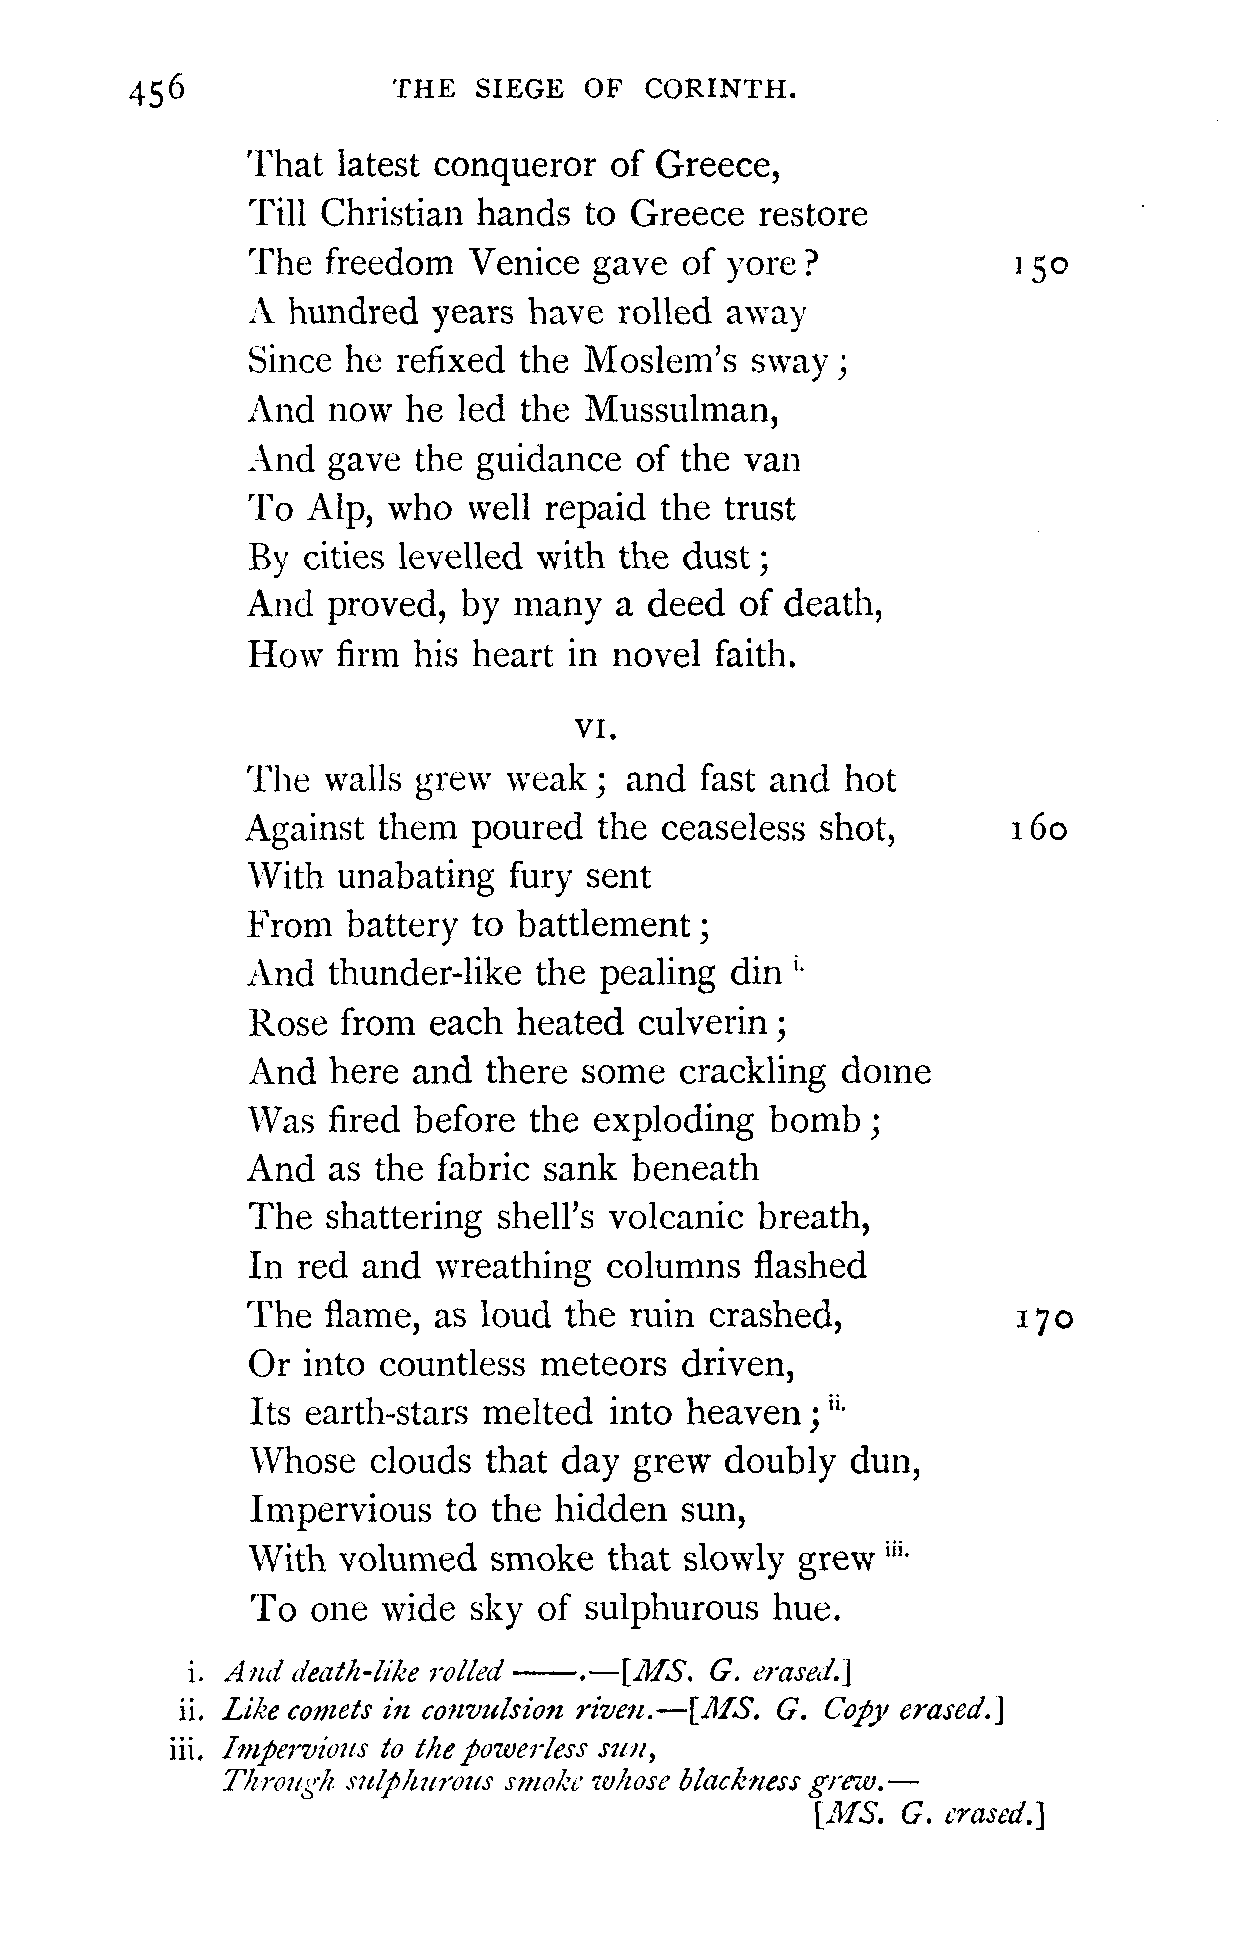 456 THE SIEGE OF CORINTH.
That latest conqueror of Greece,
Till Christian hands to Greece restore
The freedom Venice gave of yore? 150
A hundred years have rolled away
Since he refixed the Moslem's sway;
And now he led the Mussulman,
And gave the guidance of the van
To Alp, who well repaid the trust
By cities levelled with the dust;
And proved, by many a deed of death,
How firm his heart in novel faith.
VI.
The walls grew weak; and fast and hot
Against them poured the ceaseless shot, 160
With unabating fury sent
From battery to battlement;
And thunder-like the pealing din i.
Rose from each heated culverin;
And here and there some crackling dome
Was fired before the exploding bomb;
And as the fabric sank beneath
The shattering shell's volcanic breath,
In red and wreathing columns flashed
The flame, as loud the ruin crashed, 170
Or into countless meteors driven,
Its earth-stars melted into heaven; ii.
Whose clouds that day grew doubly dun,
Impervious to the hidden sun,
With volumed smoke that slowly grew iii.
To one wide sky of sulphurous hue.
i. And death-like rolled ——.—[MS. G. erased.]
ii. Like comets in convulsion riven.—[MS. G. Copy erased.]
iii. Impervious to the powerless sun,
Through sulphurous smoke whose blackness grew.—
[MS. G. erased.]